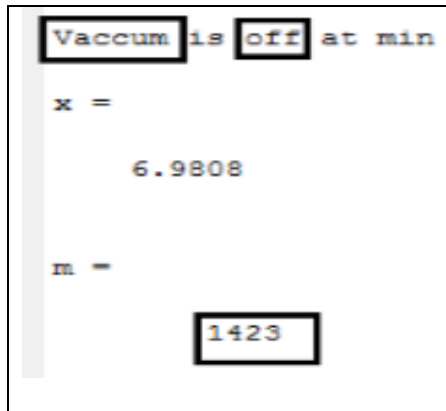 Vaccum is off at min
x =
6.9808
m =
1423